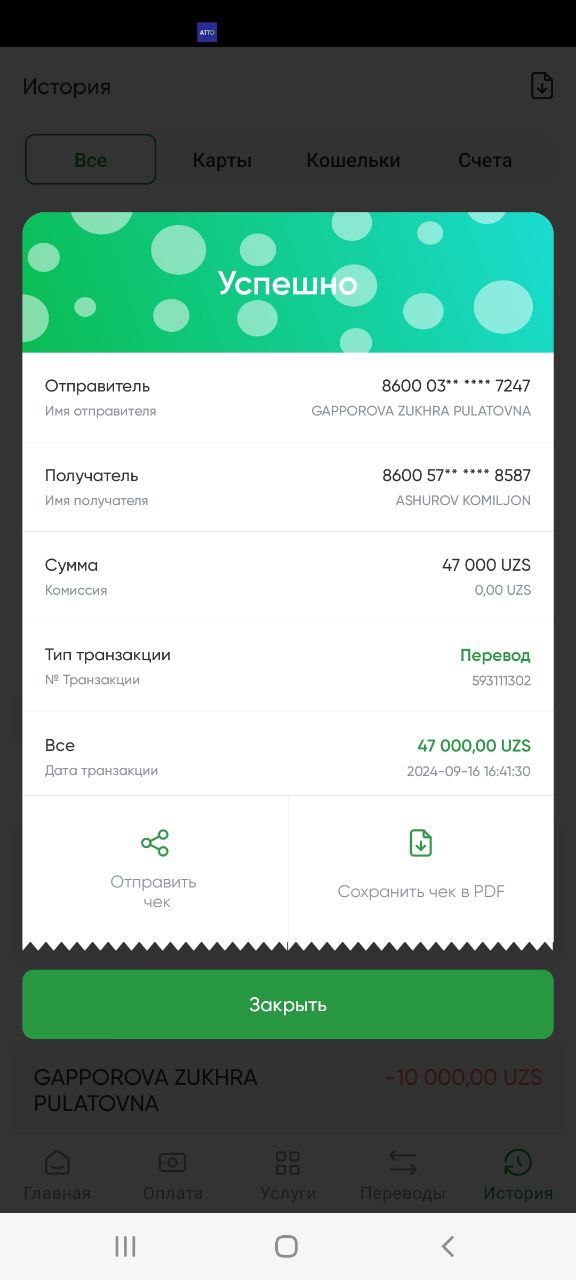 ATTO
История
Все Карты Кошельки Счета
Успешно
Отправитель 8600 03** **** 7247
Имя отправителя GAPPOROVA ZUKHRA PULATOVNA
Получатель 8600 57** **** 8587
Имя получателя ASHUROV KOMILJON
Сумма 47 000 UZS
Комиссия 0,00 UZS
Тип транзакции Перевод
№ Транзакции 593111302
Все 47 000,00 UZS
Дата транзакции 2024-09-16 16:41:30
Отправить
чек
Сохранить чек в PDF
Закрыть
GAPPOROVA ZUKHRA -10 000,00 UZS
PULATOVNA
Главная Оплата Услуги Переводы История